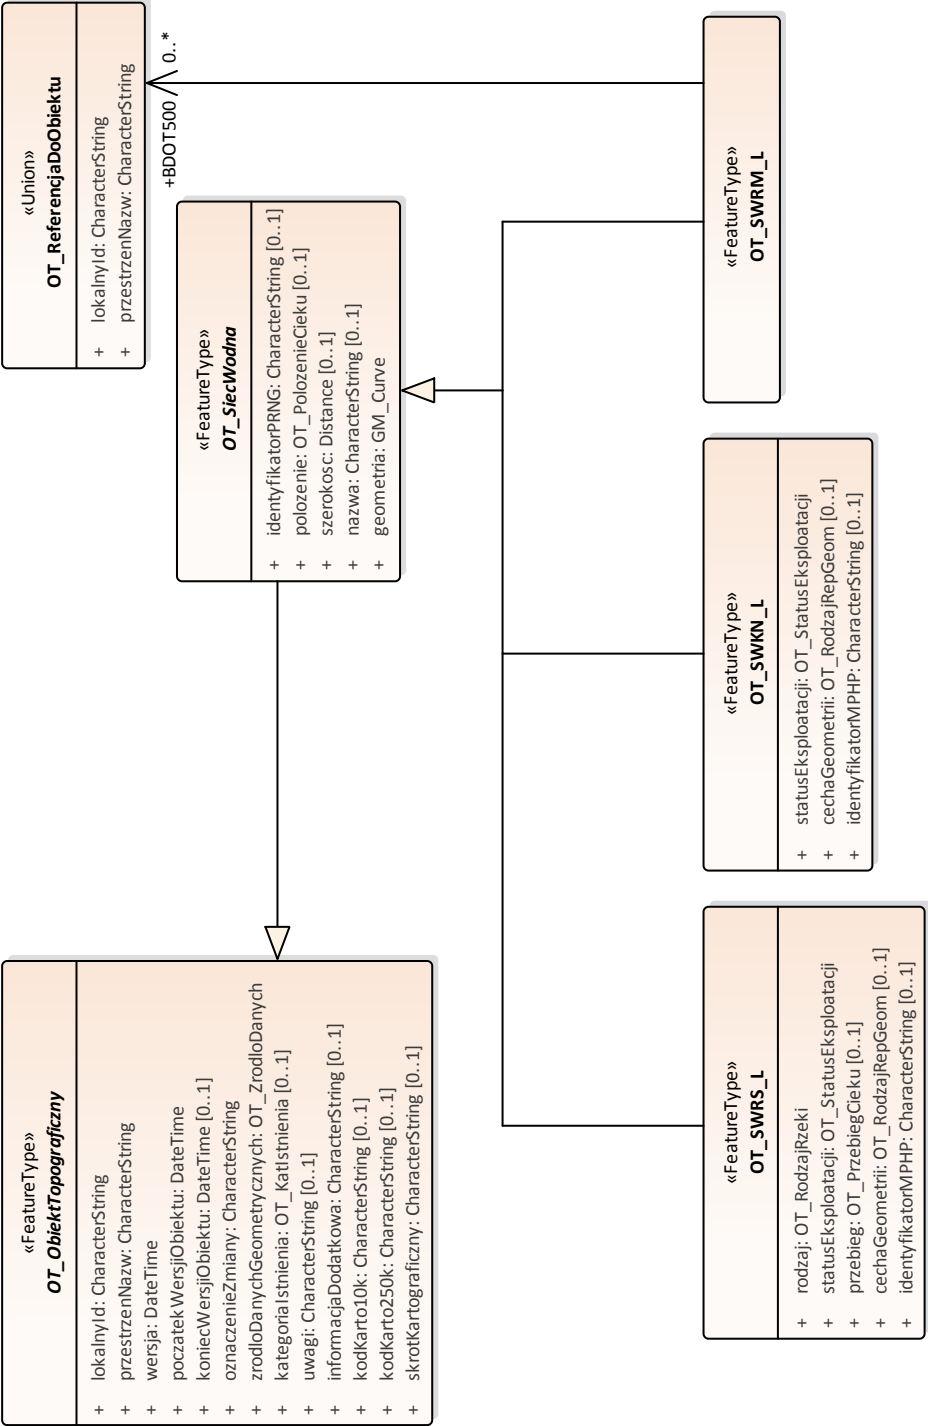 «FeatureType»
OT_ObiektTopograficzny
+ lokalnyId: CharacterString
+ przestrzenNazw: CharacterString
+ wersja: DateTime
+ poczatekWersjiObiektu: DateTime
+ koniecWersjiObiektu: DateTime [0..1]
+ oznaczenieZmiany: CharacterString
+ zrodloDanychGeometrycznych: OT_ZrodloDanych
+ kategoriaIstnienia: OT_KatIstnienia [0..1]
+ uwagi: CharacterString [0..1]
+ informacjaDodatkowa: CharacterString [0..1]
+ kodKarto10k: CharacterString [0..1]
+ kodKarto250k: CharacterString [0..1]
+ skrotKartograficzny: CharacterString [0..1]
«Union»
OT_ReferencjaDoObiektu
+ lokalnyId: CharacterString
+ przestrzenNazw: CharacterString
+BDOT500 0..*
«FeatureType»
OT_SiecWodna
+ identyfikatorPRNG: CharacterString [0..1]
+ polozenie: OT_PolozenieCieku [0..1]
+ szerokosc: Distance [0..1]
+ nazwa: CharacterString [0..1]
+ geometria: GM_Curve
«FeatureType»
OT_SWRS_L
+ rodzaj: OT_RodzajRzeki
+ statusEksploatacji: OT_StatusEksploatacji
+ przebieg: OT_PrzebiegCieku [0..1]
+ cechaGeometrii: OT_RodzajRepGeom [0..1]
+ identyfikatorMPHP: CharacterString [0..1]
«FeatureType»
OT_SWKN_L
+ statusEksploatacji: OT_StatusEksploatacji
+ cechaGeometrii: OT_RodzajRepGeom [0..1]
+ identyfikatorMPHP: CharacterString [0..1]
«FeatureType»
OT_SWRM_L